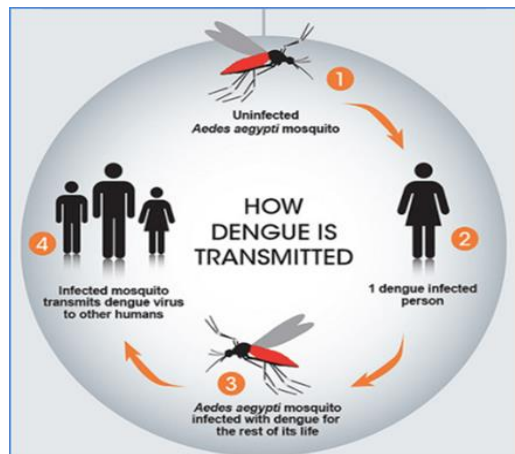 1
Uninfected
Aedes aegypti mosquito
HOW
DENGUE IS
TRANSMITTED
2
1 dengue infected
person
3
Aedes aegypti mosquito
infected with dengue for
the rest of its life
4
Infected mosquito
transmits dengue virus
to other humans